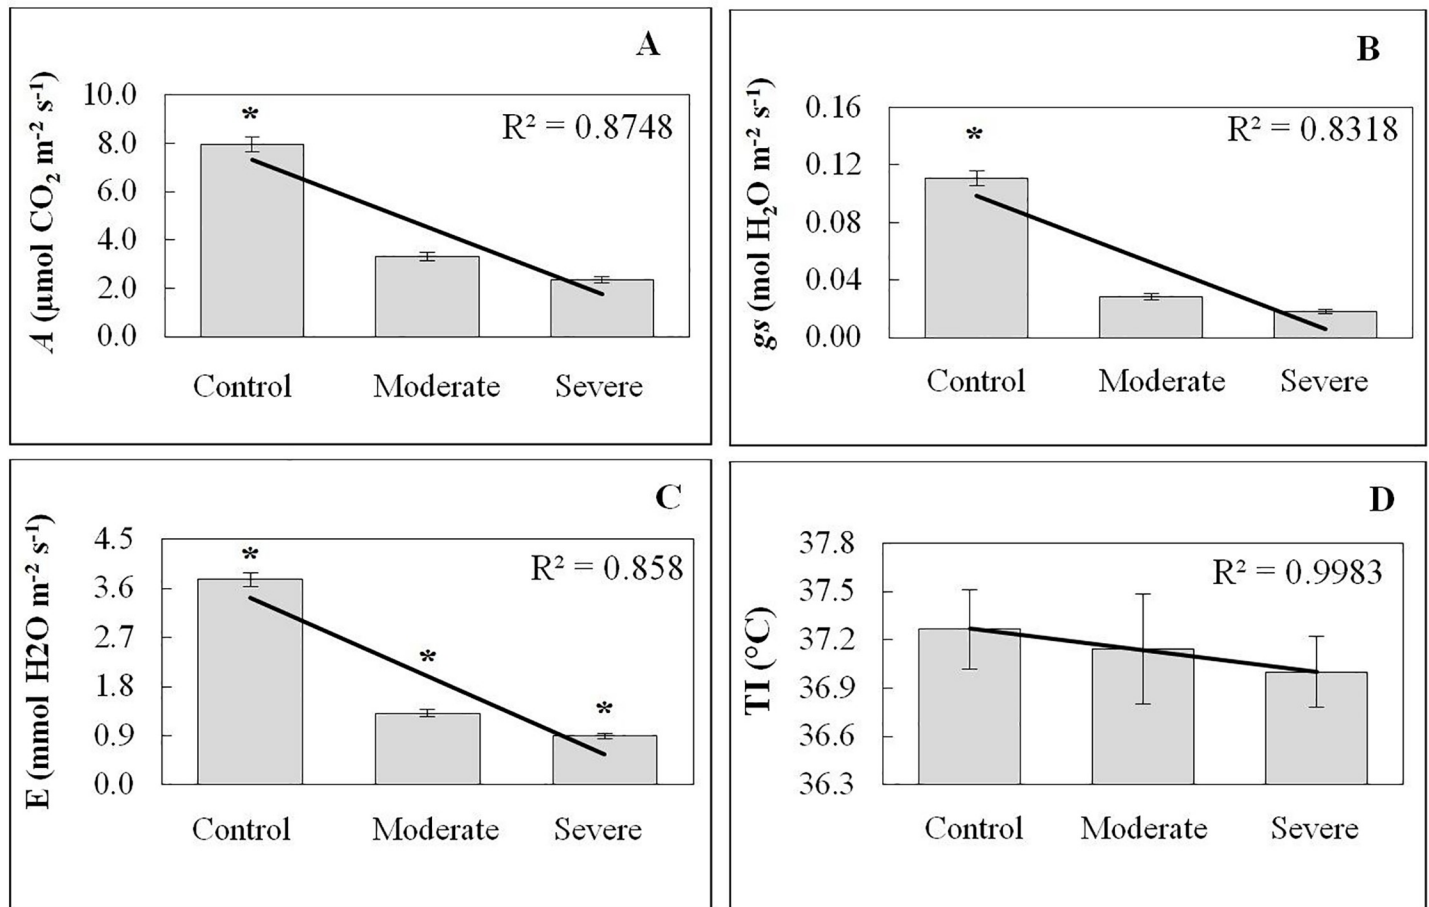 A
A (µmol CO₂ m⁻² s⁻¹)
10.0
8.0
6.0
4.0
2.0
0.0
*
R² = 0.8748
Control Moderate Severe
B
gs (mol H₂O m⁻² s⁻¹)
0.16
0.12
0.08
0.04
0.00
*
R² = 0.8318
Control Moderate Severe
C
E (mmol H2O m⁻² s⁻¹)
4.5
3.6
2.7
1.8
0.9
0.0
*
*
*
R² = 0.858
Control Moderate Severe
D
TI (°C)
37.8
37.5
37.2
36.9
36.6
36.3
R² = 0.9983
Control Moderate Severe